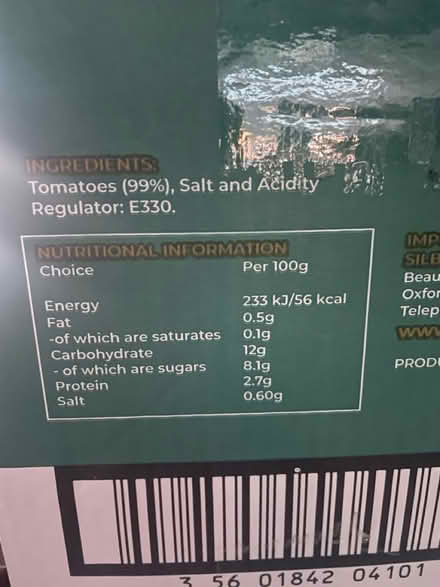 INGREDIENTS:
Tomatoes (99%), Salt and Acidity
Regulator: E330.
NUTRITIONAL INFORMATION
Choice Per 100g
Energy 233 kJ/56 kcal
Fat 0.5g
-of which are saturates 0.1g
Carbohydrate 12g
- of which are sugars 8.1g
Protein 2.7g
Salt 0.60g
IMP
SILB
Beau
Oxfor
Telep
WWW
PRODU
3 56 01842 04101